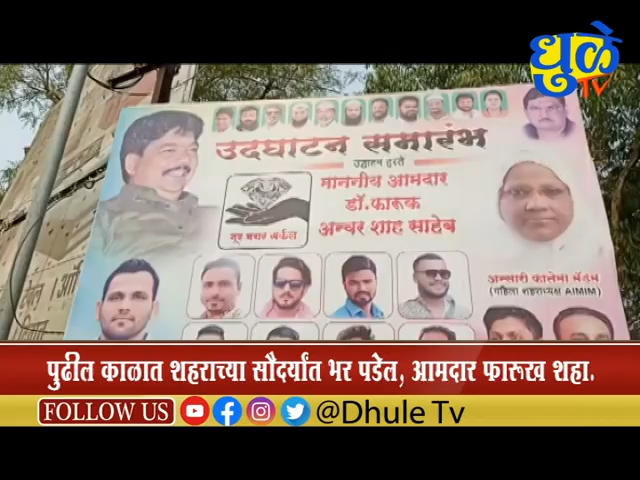 धुळे
TV
उदघाटन समारंभ
उद्घाटन हस्ते
माननीय आमदार
डॉ.फारुक
अन्वर शाह साहेब
अन्सारी फातेमा मॅडम
(महिला शहराध्यक्ष AIMIM)
पुढील काळात शहराच्या सौदर्यांत भर पडेल, आमदार फारूख शहा.
FOLLOW US @Dhule Tv